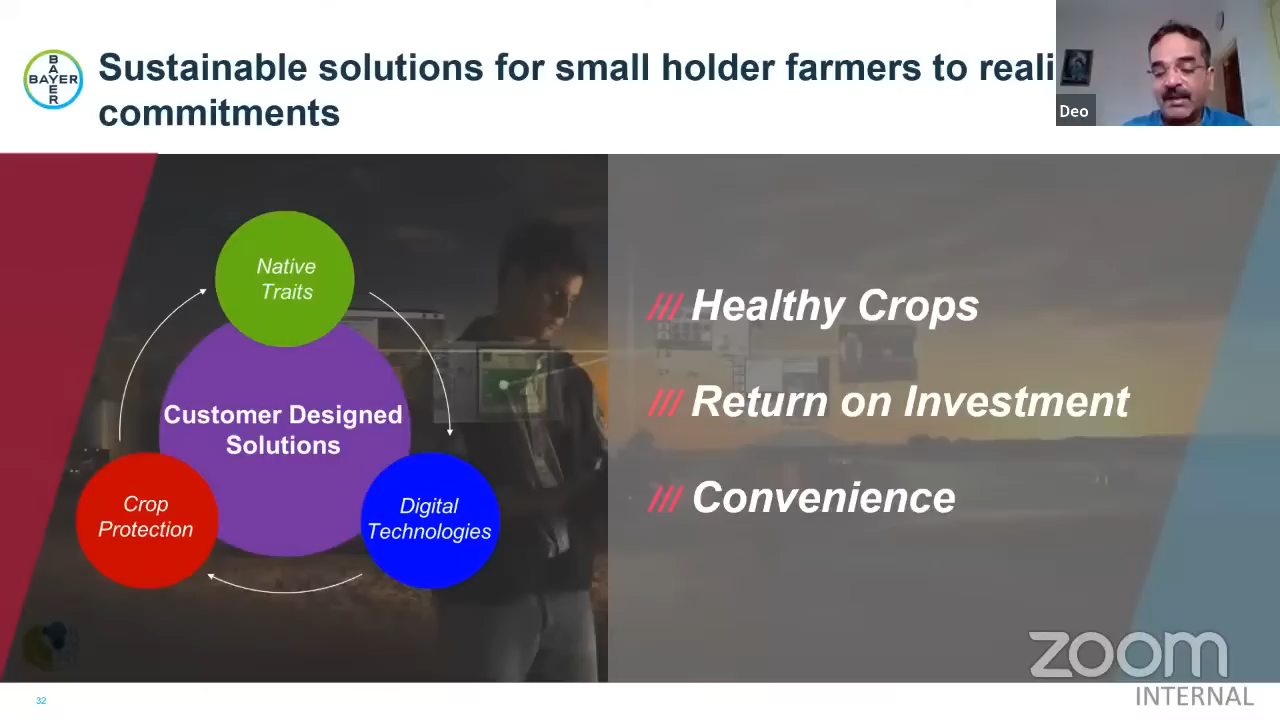 BAYER
BAYER
Sustainable solutions for small holder farmers to reali
commitments
Deo
Native
Traits
Customer Designed
Solutions
Crop
Protection
Digital
Technologies
/// Healthy Crops
/// Return on Investment
/// Convenience
zoom
INTERNAL
32